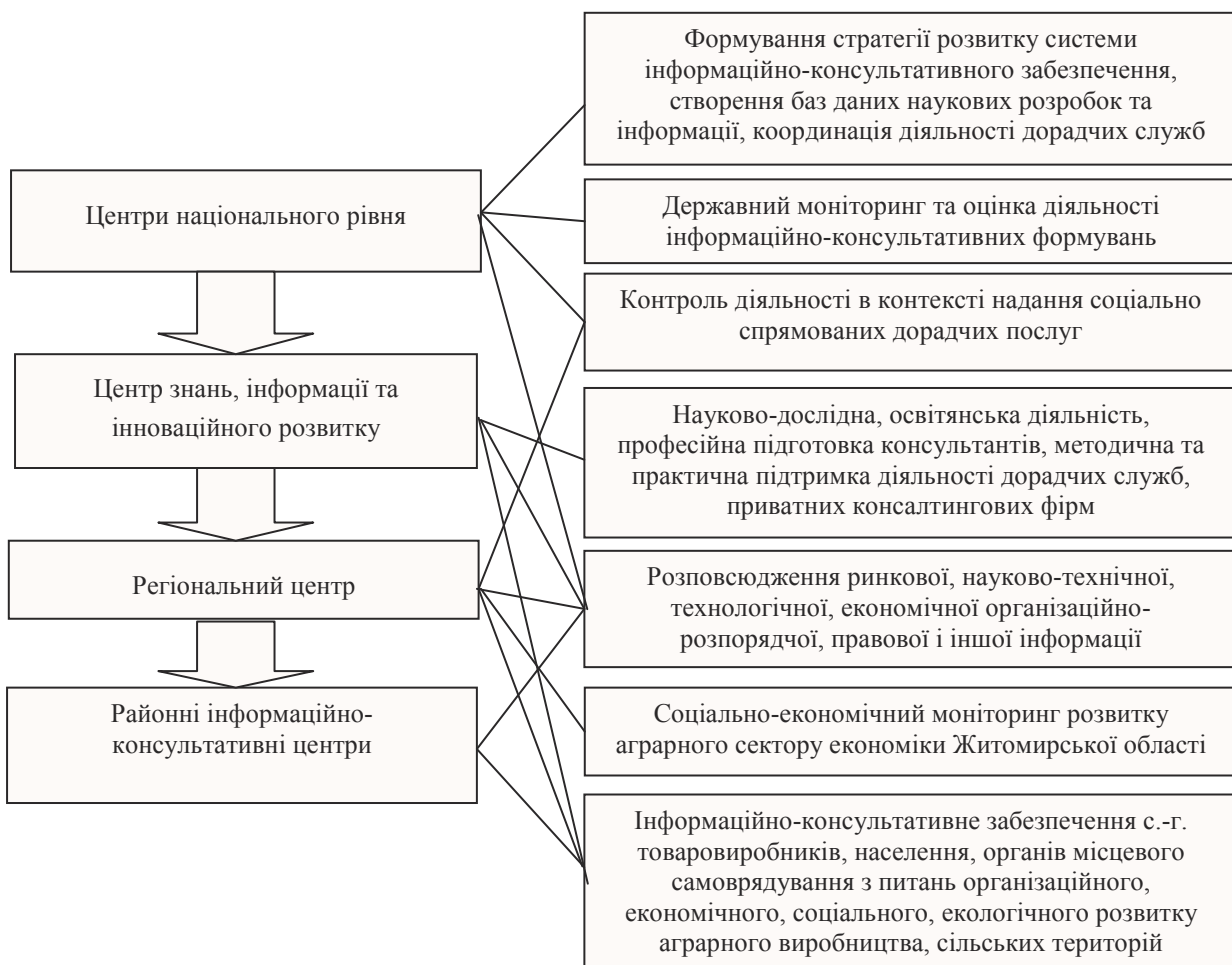 Центри національного рівня
Центр знань, інформації та
інноваційного розвитку
Регіональний центр
Районні інформаційно-
консультативні центри
Формування стратегії розвитку системи
інформаційно-консультативного забезпечення,
створення баз даних наукових розробок та
інформації, координація діяльності дорадчих служб
Державний моніторинг та оцінка діяльності
інформаційно-консультативних формувань
Контроль діяльності в контексті надання соціально
спрямованих дорадчих послуг
Науково-дослідна, освітянська діяльність,
професійна підготовка консультантів, методична та
практична підтримка діяльності дорадчих служб,
приватних консалтингових фірм
Розповсюдження ринкової, науково-технічної,
технологічної, економічної організаційно-
розпорядчої, правової і іншої інформації
Соціально-економічний моніторинг розвитку
аграрного сектору економіки Житомирської області
Інформаційно-консультативне забезпечення с.-г.
товаровиробників, населення, органів місцевого
самоврядування з питань організаційного,
економічного, соціального, екологічного розвитку
аграрного виробництва, сільських територій